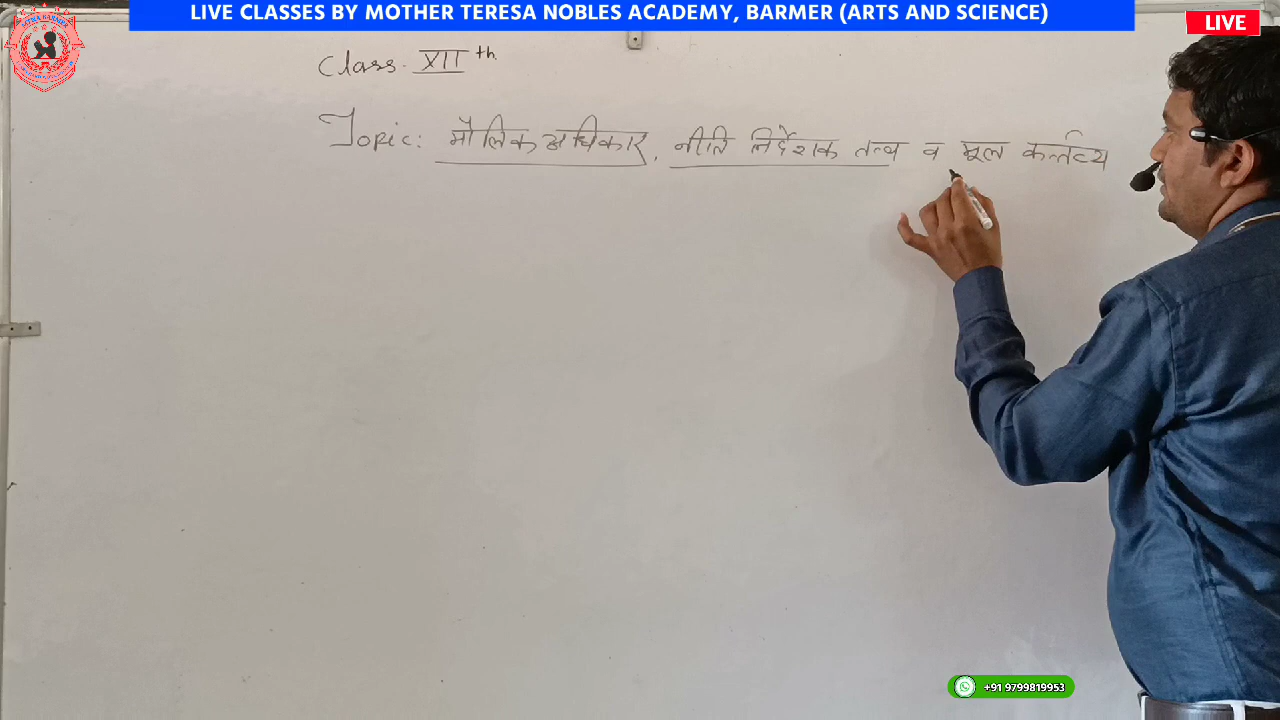 LIVE CLASSES BY MOTHER TERESA NOBLES ACADEMY, BARMER (ARTS AND SCIENCE)
LIVE
Class- XII th.
Topic: मौलिक अधिकार, नीति निर्देशक तत्व व मूल कर्त्तव्य
+91 9799819953